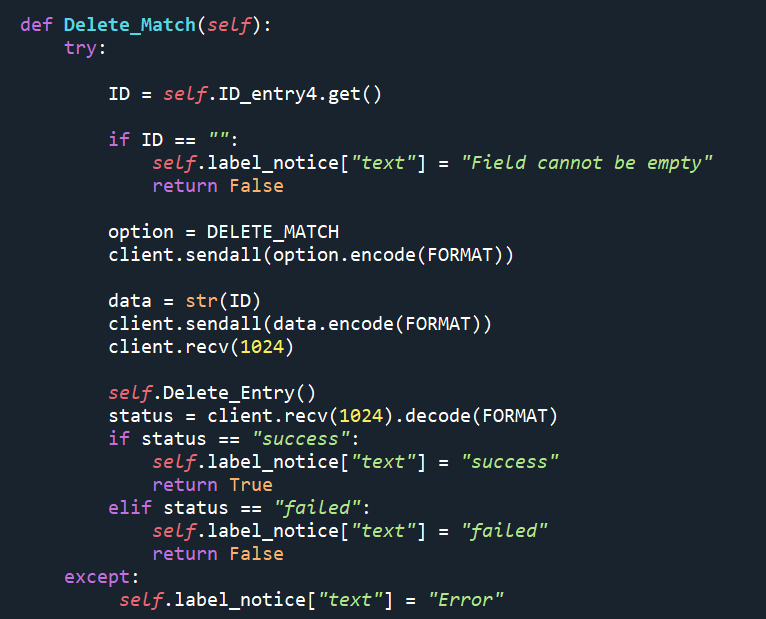 def Delete_Match(self):
    try:

        ID = self.ID_entry4.get()

        if ID == "":
            self.label_notice["text"] = "Field cannot be empty"
            return False

        option = DELETE_MATCH
        client.sendall(option.encode(FORMAT))

        data = str(ID)
        client.sendall(data.encode(FORMAT))
        client.recv(1024)

        self.Delete_Entry()
        status = client.recv(1024).decode(FORMAT)
        if status == "success":
            self.label_notice["text"] = "success"
            return True
        elif status == "failed":
            self.label_notice["text"] = "failed"
            return False
    except:
         self.label_notice["text"] = "Error"